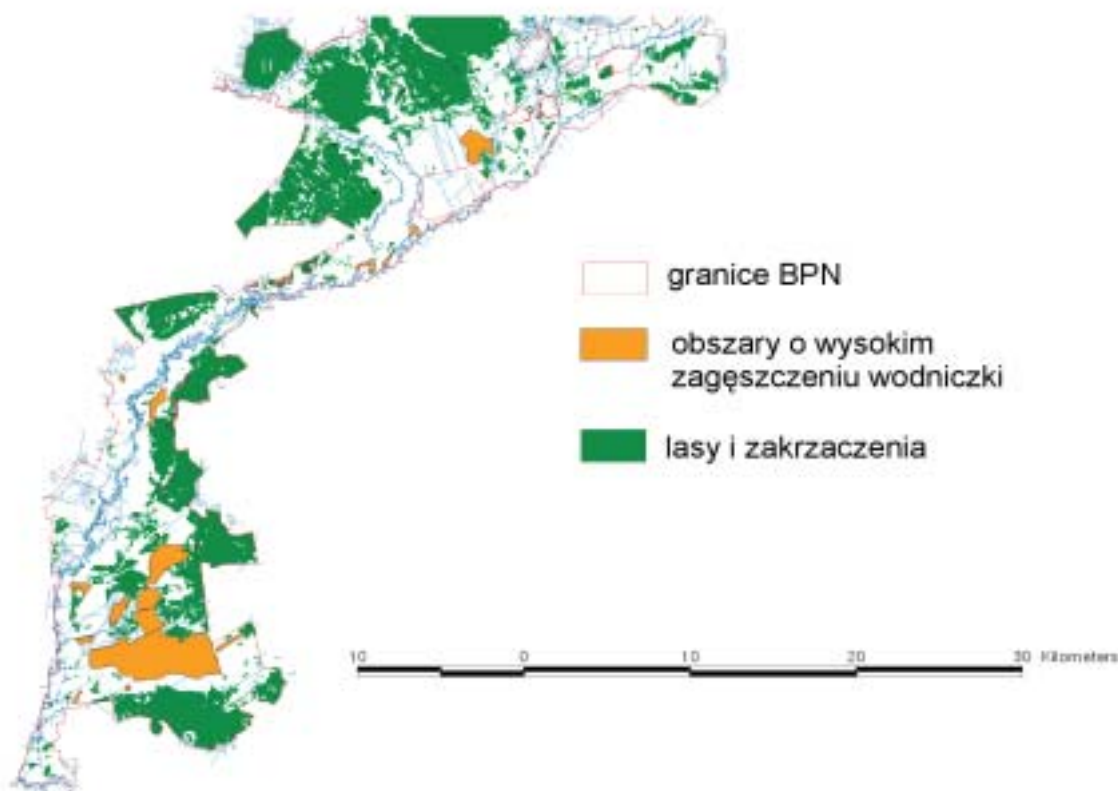 granice BPN
obszary o wysokim
zagęszczeniu wodniczki
lasy i zakrzaczenia
10 0 10 20 30 Kilometers